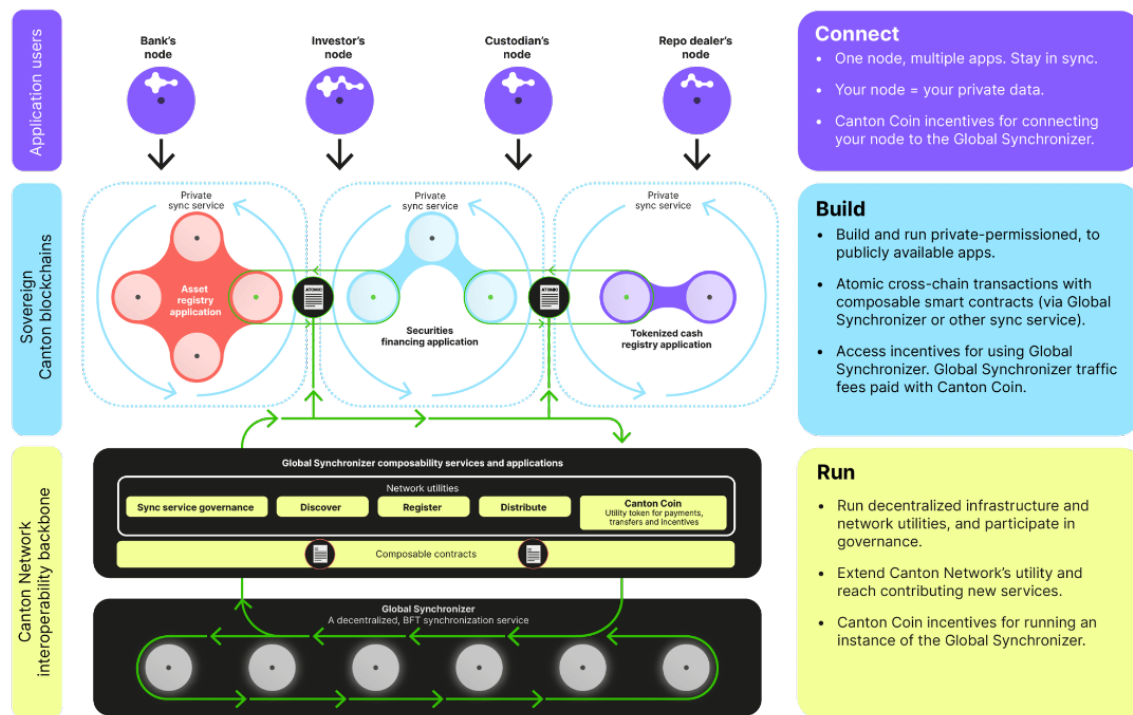 Application users
Bank's
node
Investor's
node
Custodian's
node
Repo dealer's
node
Connect
• One node, multiple apps. Stay in sync.
• Your node = your private data.
• Canton Coin incentives for connecting
your node to the Global Synchronizer.
Sovereign
Canton blockchains
Private
sync service
Private
sync service
Private
sync service
Asset
registry
application
ATOMIC
Securities
financing application
ATOMIC
Tokenized cash
registry application
Build
• Build and run private-permissioned, to
publicly available apps.
• Atomic cross-chain transactions with
composable smart contracts (via Global
Synchronizer or other sync service).
• Access incentives for using Global
Synchronizer. Global Synchronizer traffic
fees paid with Canton Coin.
Canton Network
interoperability backbone
Global Synchronizer composability services and applications
Network utilities
Sync service governance
Discover
Register
Distribute
Canton Coin
Utility token for payments,
transfers and incentives
Composable contracts
Global Synchronizer
A decentralized, BFT synchronization service
Run
• Run decentralized infrastructure and
network utilities, and participate in
governance.
• Extend Canton Network's utility and
reach contributing new services.
• Canton Coin incentives for running an
instance of the Global Synchronizer.